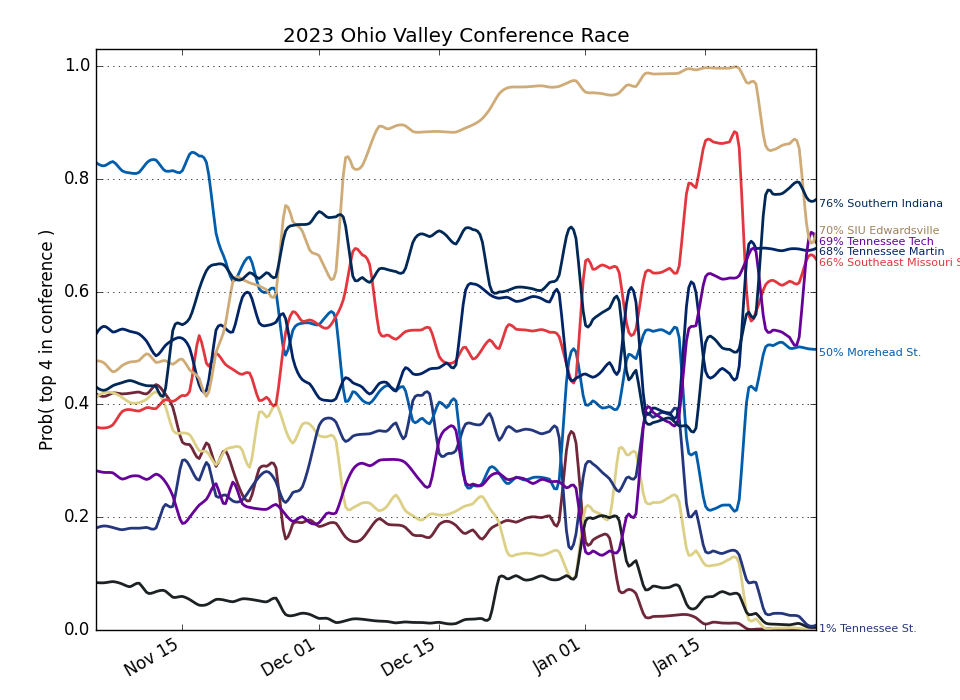 2023 Ohio Valley Conference Race
Prob( top 4 in conference )
1.0
0.8
0.6
0.4
0.2
0.0
Nov 15
Dec 01
Dec 15
Jan 01
Jan 15
76% Southern Indiana
70% SIU Edwardsville
69% Tennessee Tech
68% Tennessee Martin
66% Southeast Missouri S
50% Morehead St.
1% Tennessee St.